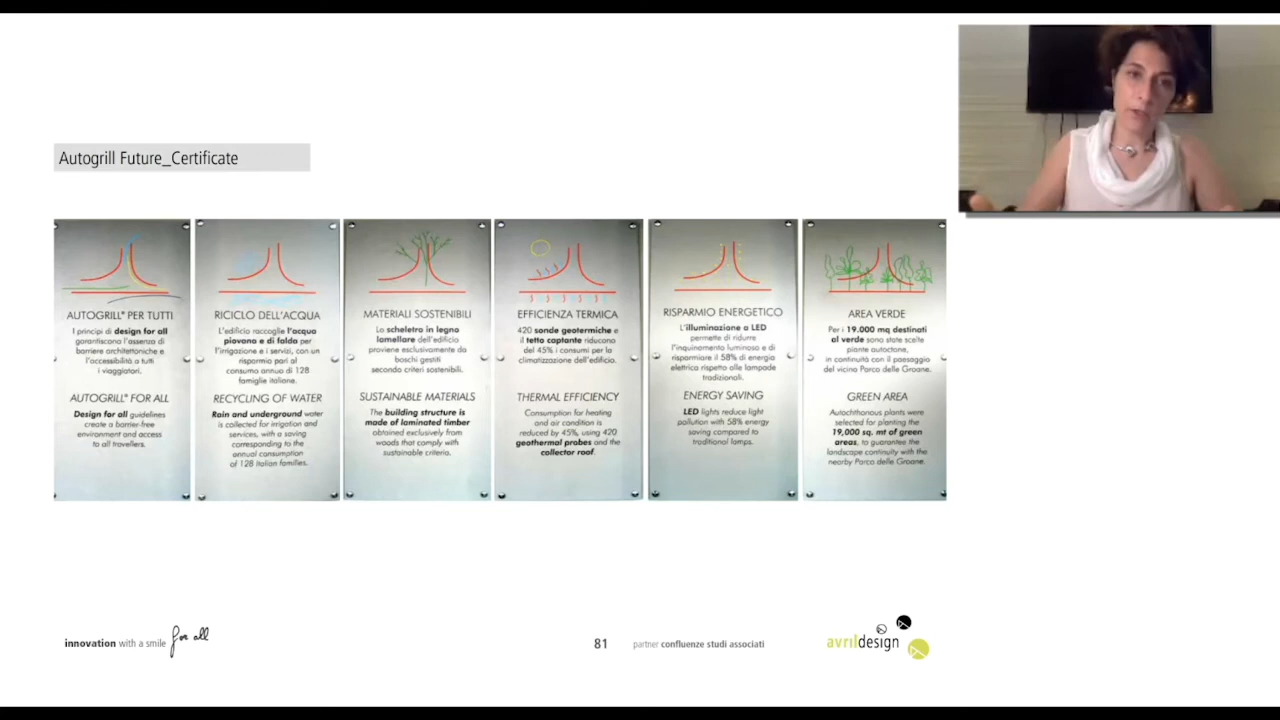 Autogrill Future_Certificate
AUTOGRILL® PER TUTTI
I principi di design for all
garantiscono l'assenza di
barriere architettoniche e
l'accessibilità a tutti
i viaggiatori.
AUTOGRILL® FOR ALL
Design for all guidelines
create a barrier-free
environment and access
to all travellers.
RICICLO DELL'ACQUA
L'edificio raccoglie l'acqua
piovana e di falda per
l'irrigazione e i servizi, con un
risparmio pari al
consumo annuo di 128
famiglie italiane.
RECYCLING OF WATER
Rain and underground water
is collected for irrigation and
services, with a saving
corresponding to the
annual consumption
of 128 Italian families.
MATERIALI SOSTENIBILI
Lo scheletro in legno
lamellare dell'edificio
proviene esclusivamente da
boschi gestiti
secondo criteri sostenibili.
SUSTAINABLE MATERIALS
The building structure is
made of laminated timber
obtained exclusively from
woods that comply with
sustainable criteria.
EFFICIENZA TERMICA
420 sonde geotermiche e
il tetto captante riducono
del 45% i consumi per la
climatizzazione dell'edificio.
THERMAL EFFICIENCY
Consumption for heating
and air condition is
reduced by 45%, using 420
geothermal probes and the
collector roof.
RISPARMIO ENERGETICO
L'illuminazione a LED
permette di ridurre
l'inquinamento luminoso e di
risparmiare il 58% di energia
elettrica rispetto alle lampade
tradizionali.
ENERGY SAVING
LED lights reduce light
pollution with 58% energy
saving compared to
traditional lamps.
AREA VERDE
Per i 19.000 mq destinati
al verde sono state scelte
piante autoctone,
in continuità con il paesaggio
del vicino Parco delle Groane.
GREEN AREA
Autochthonous plants were
selected for planting the
19,000 sq. mt of green
areas, to guarantee the
landscape continuity with the
nearby Parco delle Groane.
innovation with a smile for all
81
partner confluenze studi associati
avrildesign